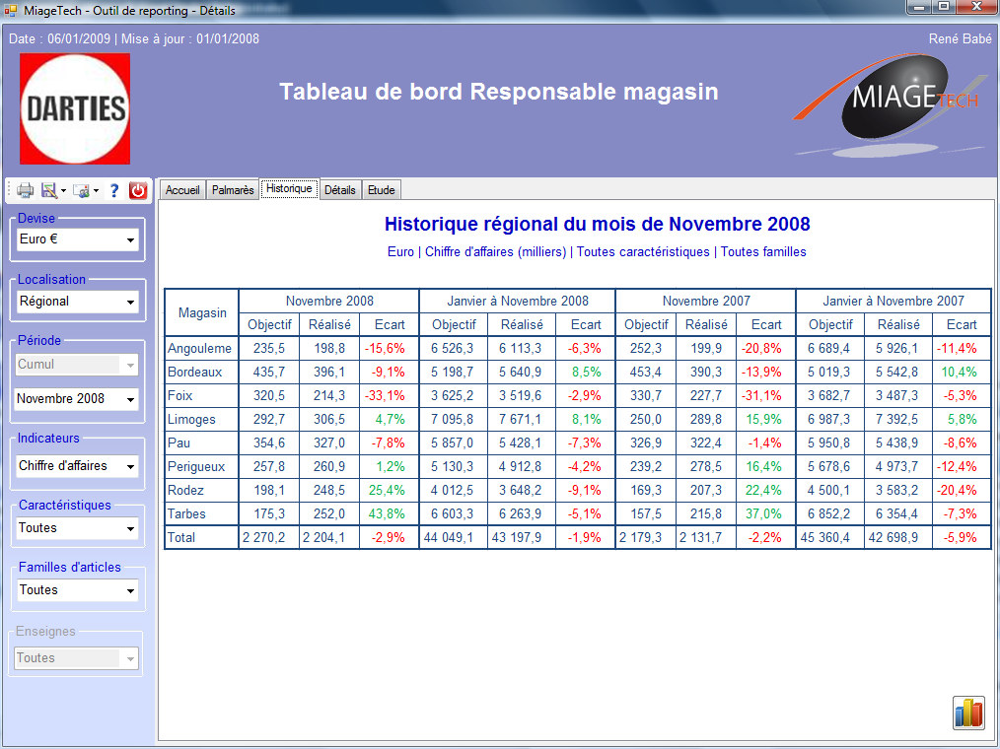 MiageTech - Outil de reporting - Détails
Date : 06/01/2009 | Mise à jour : 01/01/2008
René Babé
DARTIES
Tableau de bord Responsable magasin
MIAGETECH
Accueil Palmarès Historique Détails Etude
Devise
Euro €
Localisation
Régional
Période
Cumul
Novembre 2008
Indicateurs
Chiffre d'affaires
Caractéristiques
Toutes
Familles d'articles
Toutes
Enseignes
Toutes
Historique régional du mois de Novembre 2008
Euro | Chiffre d'affaires (milliers) | Toutes caractéristiques | Toutes familles
Magasin Novembre 2008 Janvier à Novembre 2008 Novembre 2007 Janvier à Novembre 2007
Objectif Réalisé Ecart Objectif Réalisé Ecart Objectif Réalisé Ecart Objectif Réalisé Ecart
Angouleme 235,5 198,8 -15,6% 6 526,3 6 113,3 -6,3% 252,3 199,9 -20,8% 6 689,4 5 926,1 -11,4%
Bordeaux 435,7 396,1 -9,1% 5 198,7 5 640,9 8,5% 453,4 390,3 -13,9% 5 019,3 5 542,8 10,4%
Foix 320,5 214,3 -33,1% 3 625,2 3 519,6 -2,9% 330,7 227,7 -31,1% 3 682,7 3 487,3 -5,3%
Limoges 292,7 306,5 4,7% 7 095,8 7 671,1 8,1% 250,0 289,8 15,9% 6 987,3 7 392,5 5,8%
Pau 354,6 327,0 -7,8% 5 857,0 5 428,1 -7,3% 326,9 322,4 -1,4% 5 950,8 5 438,9 -8,6%
Perigueux 257,8 260,9 1,2% 5 130,3 4 912,8 -4,2% 239,2 278,5 16,4% 5 678,6 4 973,7 -12,4%
Rodez 198,1 248,5 25,4% 4 012,5 3 648,2 -9,1% 169,3 207,3 22,4% 4 500,1 3 583,2 -20,4%
Tarbes 175,3 252,0 43,8% 6 603,3 6 263,9 -5,1% 157,5 215,8 37,0% 6 852,2 6 354,4 -7,3%
Total 2 270,2 2 204,1 -2,9% 44 049,1 43 197,9 -1,9% 2 179,3 2 131,7 -2,2% 45 360,4 42 698,9 -5,9%